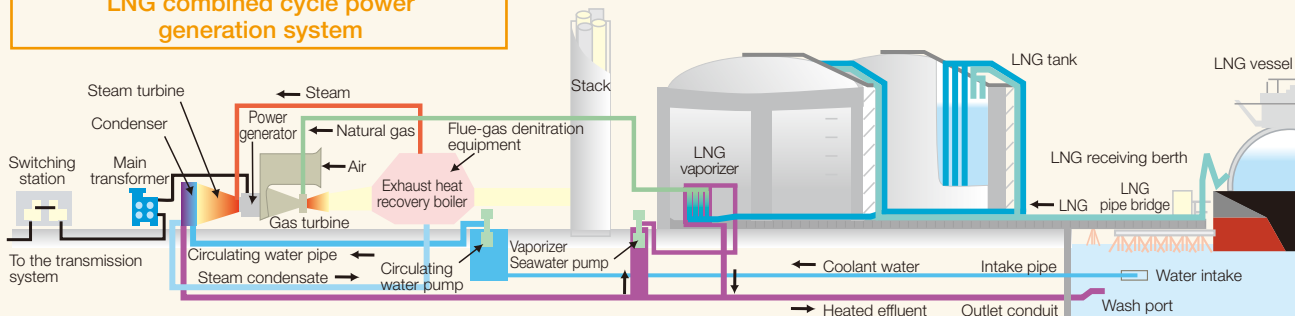 LNG combined cycle power
generation system
Steam turbine
Steam
Condenser
Power
generator
Natural gas
Flue-gas denitration
equipment
Air
Switching
station
Main
transformer
Exhaust heat
recovery boiler
Gas turbine
Stack
LNG
vaporizer
LNG tank
LNG vessel
LNG receiving berth
LNG
pipe bridge
LNG
To the transmission
system
Circulating water pipe
Steam condensate
Circulating
water pump
Vaporizer
Seawater pump
Coolant water
Intake pipe
Water intake
Heated effluent
Outlet conduit
Wash port